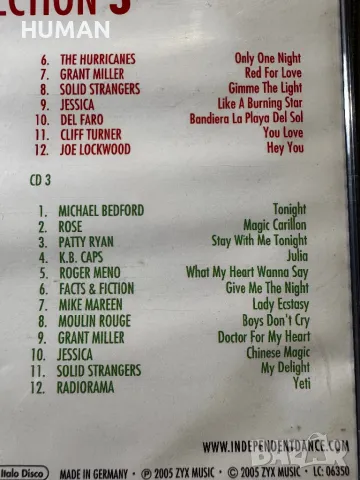 ECTION 3
6. THE HURRICANES Only One Night
7. GRANT MILLER Red For Love
8. SOLID STRANGERS Gimme The Light
9. JESSICA Like A Burning Star
10. DEL FARO Bandiera La Playa Del Sol
11. CLIFF TURNER You Love
12. JOE LOCKWOOD Hey You
CD 3
1. MICHAEL BEDFORD Tonight
2. ROSE Magic Carillon
3. PATTY RYAN Stay With Me Tonight
4. K.B. CAPS Julia
5. ROGER MENO What My Heart Wanna Say
6. FACTS & FICTION Give Me The Night
7. MIKE MAREEN Lady Ecstasy
8. MOULIN ROUGE Boys Don't Cry
9. GRANT MILLER Doctor For My Heart
10. JESSICA Chinese Magic
11. SOLID STRANGERS My Delight
12. RADIORAMA Yeti
WWW.INDEPENDENTDANCE.COM
Italo Disco MADE IN GERMANY • ℗ 2005 ZYX MUSIC • © 2005 ZYX MUSIC • LC: 06350